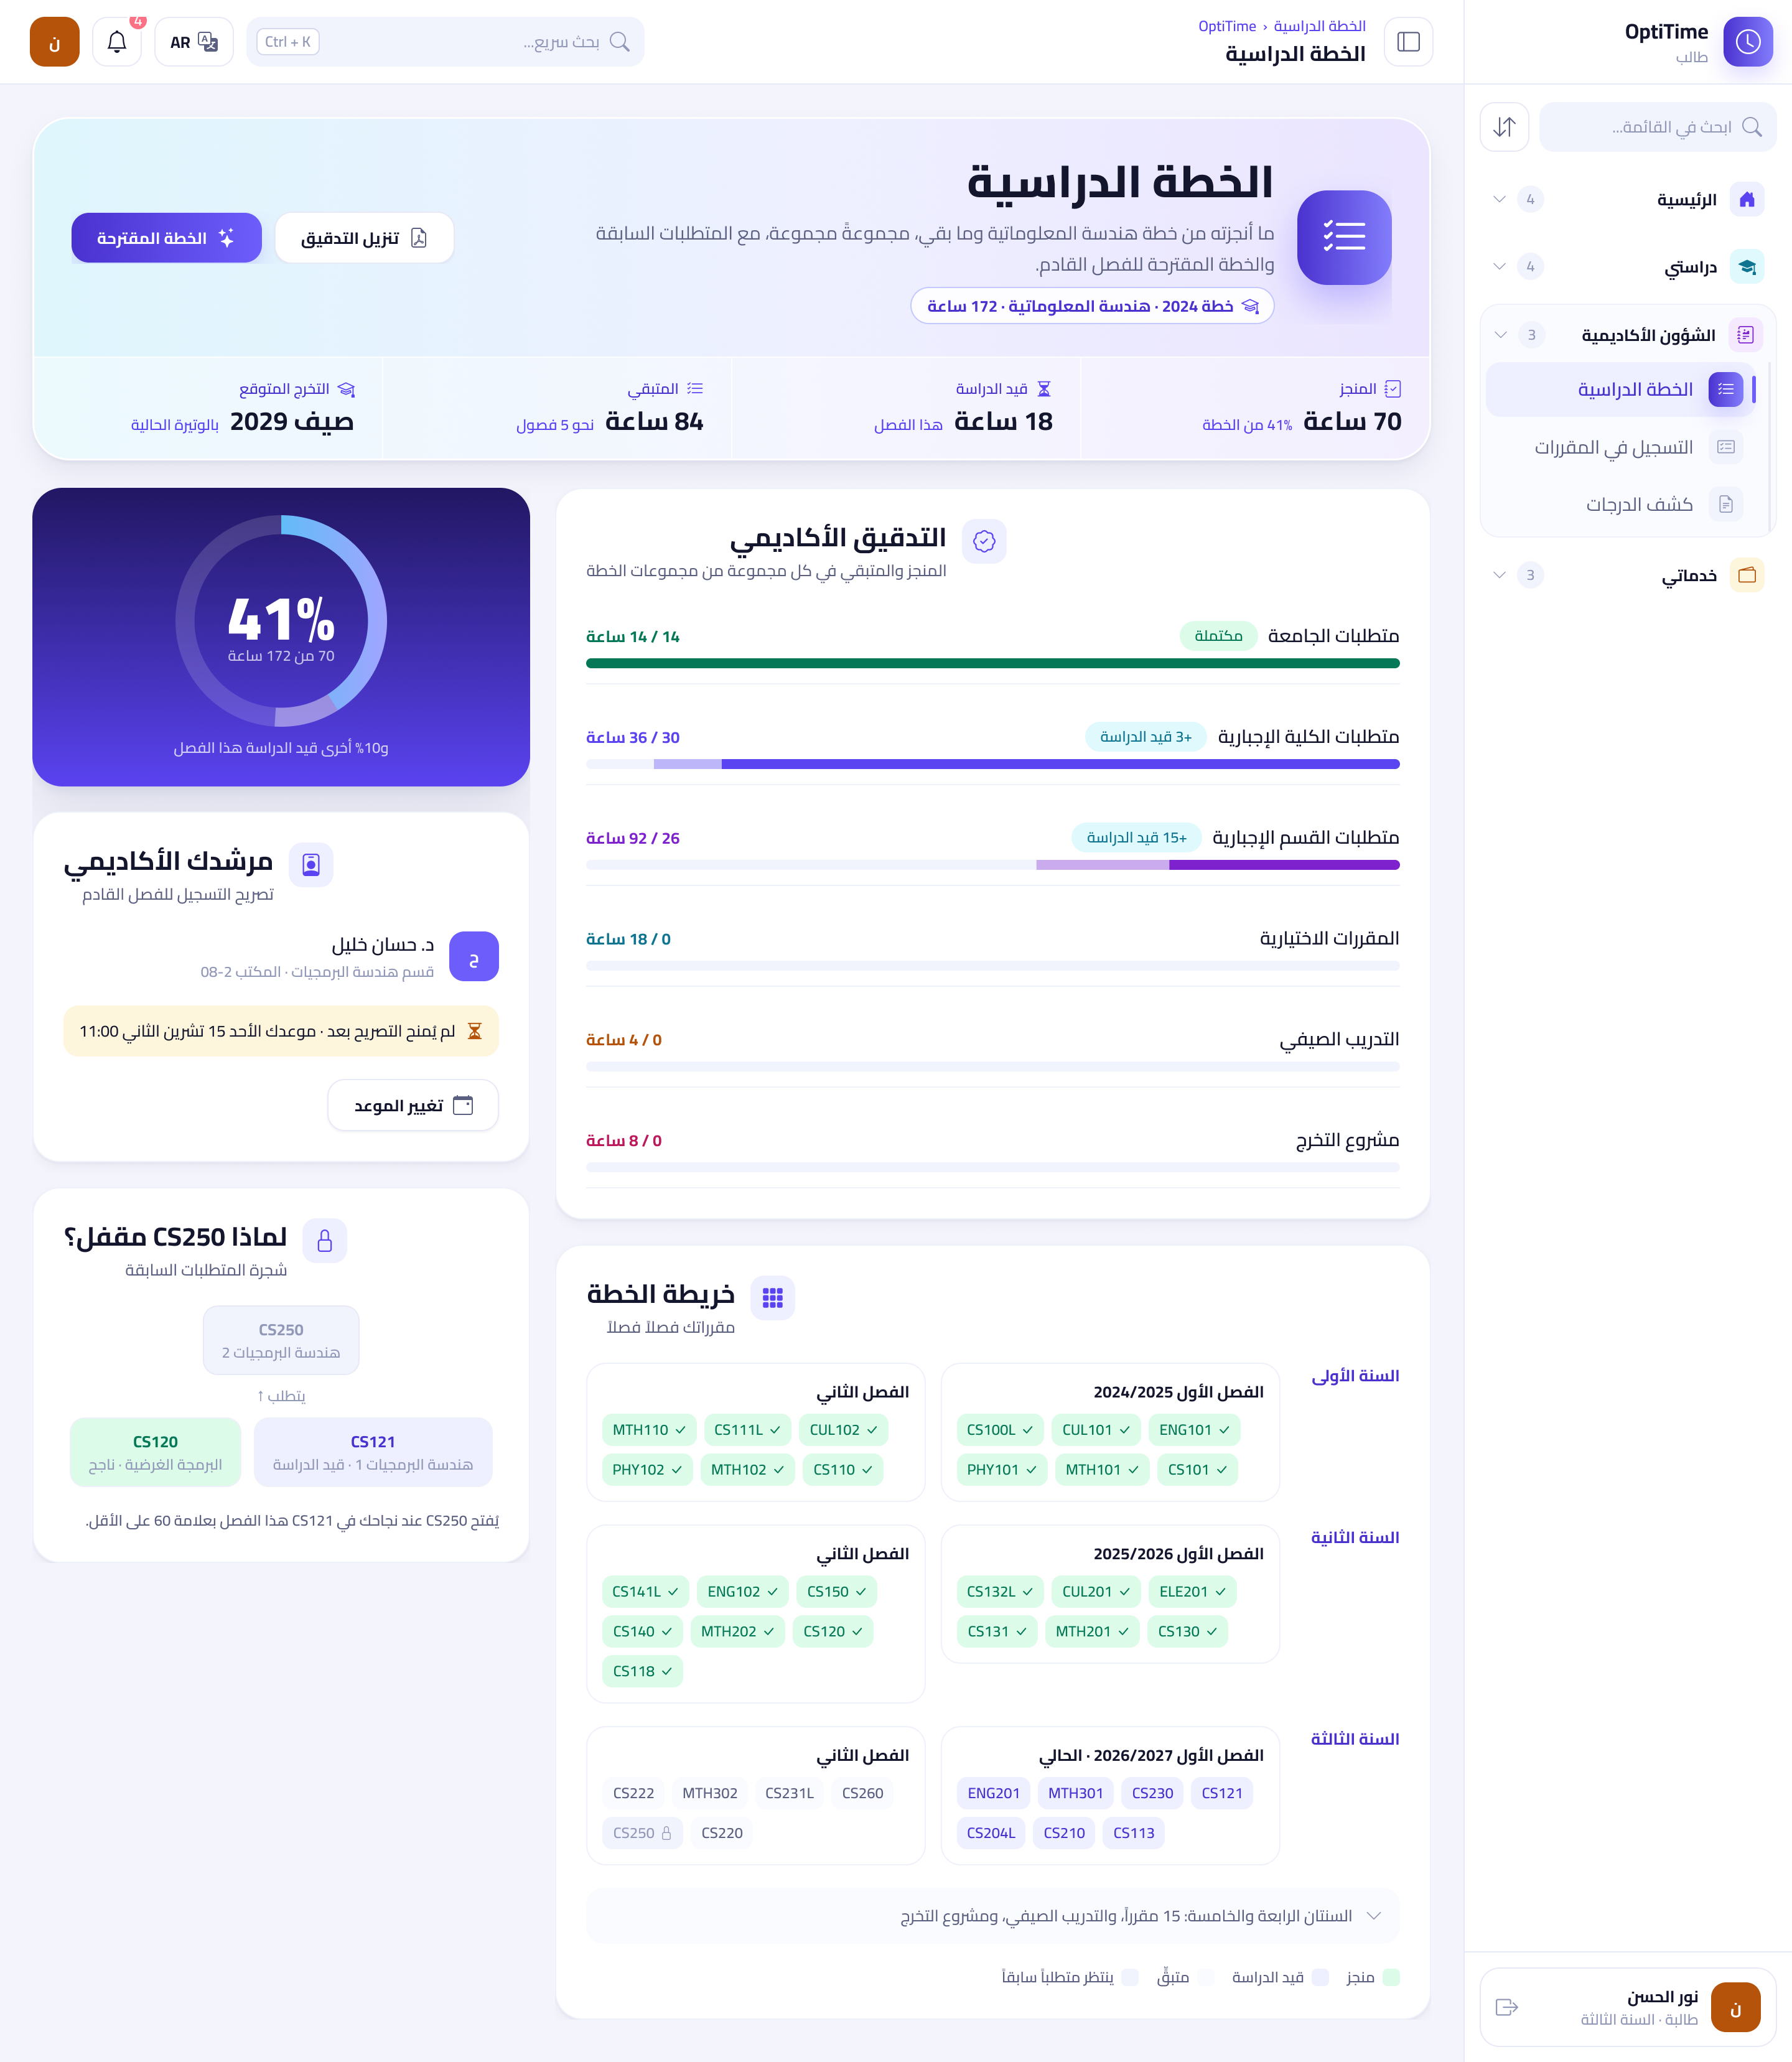 OptiTime
طالب
ابحث في القائمة...
الرئيسية 4
دراستي 4
الشؤون الأكاديمية 3
الخطة الدراسية
التسجيل في المقررات
كشف الدرجات
خدماتي 3
نور الحسن
طالبة · السنة الثالثة
ن
الخطة الدراسية › OptiTime
الخطة الدراسية
بحث سريع...
Ctrl + K
AR
4
ن
الخطة الدراسية
ما أنجزته من خطة هندسة المعلوماتية وما بقي، مجموعةً مجموعة، مع المتطلبات السابقة
والخطة المقترحة للفصل القادم.
خطة 2024 · هندسة المعلوماتية · 172 ساعة
تنزيل التدقيق
الخطة المقترحة
المنجز
70 ساعة 41% من الخطة
قيد الدراسة
18 ساعة هذا الفصل
المتبقي
84 ساعة نحو 5 فصول
التخرج المتوقع
صيف 2029 بالوتيرة الحالية
التدقيق الأكاديمي
المنجز والمتبقي في كل مجموعة من مجموعات الخطة
متطلبات الجامعة مكتملة 14 / 14 ساعة
متطلبات الكلية الإجبارية +3 قيد الدراسة 30 / 36 ساعة
متطلبات القسم الإجبارية +15 قيد الدراسة 26 / 92 ساعة
المقررات الاختيارية 0 / 18 ساعة
التدريب الصيفي 0 / 4 ساعة
مشروع التخرج 0 / 8 ساعة
خريطة الخطة
مقرراتك فصلاً فصلاً
السنة الأولى
الفصل الأول 2024/2025
ENG101 CUL101 CS100L
CS101 MTH101 PHY101
الفصل الثاني
CUL102 CS111L MTH110
CS110 MTH102 PHY102
السنة الثانية
الفصل الأول 2025/2026
ELE201 CUL201 CS132L
CS130 MTH201 CS131
الفصل الثاني
CS150 ENG102 CS141L
CS120 MTH202 CS140
CS118
السنة الثالثة
الفصل الأول 2026/2027 · الحالي
CS121 CS230 MTH301 ENG201
CS113 CS210 CS204L
الفصل الثاني
CS260 CS231L MTH302 CS222
CS220 CS250
السنتان الرابعة والخامسة: 15 مقرراً، والتدريب الصيفي، ومشروع التخرج
منجز
قيد الدراسة
متبقٍّ
ينتظر متطلباً سابقاً
41%
70 من 172 ساعة
و10% أخرى قيد الدراسة هذا الفصل
مرشدك الأكاديمي
تصريح التسجيل للفصل القادم
ح
د. حسان خليل
قسم هندسة البرمجيات · المكتب 2-08
لم يُمنح التصريح بعد · موعدك الأحد 15 تشرين الثاني 11:00
تغيير الموعد
لماذا CS250 مقفل؟
شجرة المتطلبات السابقة
CS250
هندسة البرمجيات 2
يتطلب ↑
CS121
هندسة البرمجيات 1 · قيد الدراسة
CS120
البرمجة الغرضية · ناجح
يُفتح CS250 عند نجاحك في CS121 هذا الفصل بعلامة 60 على الأقل.